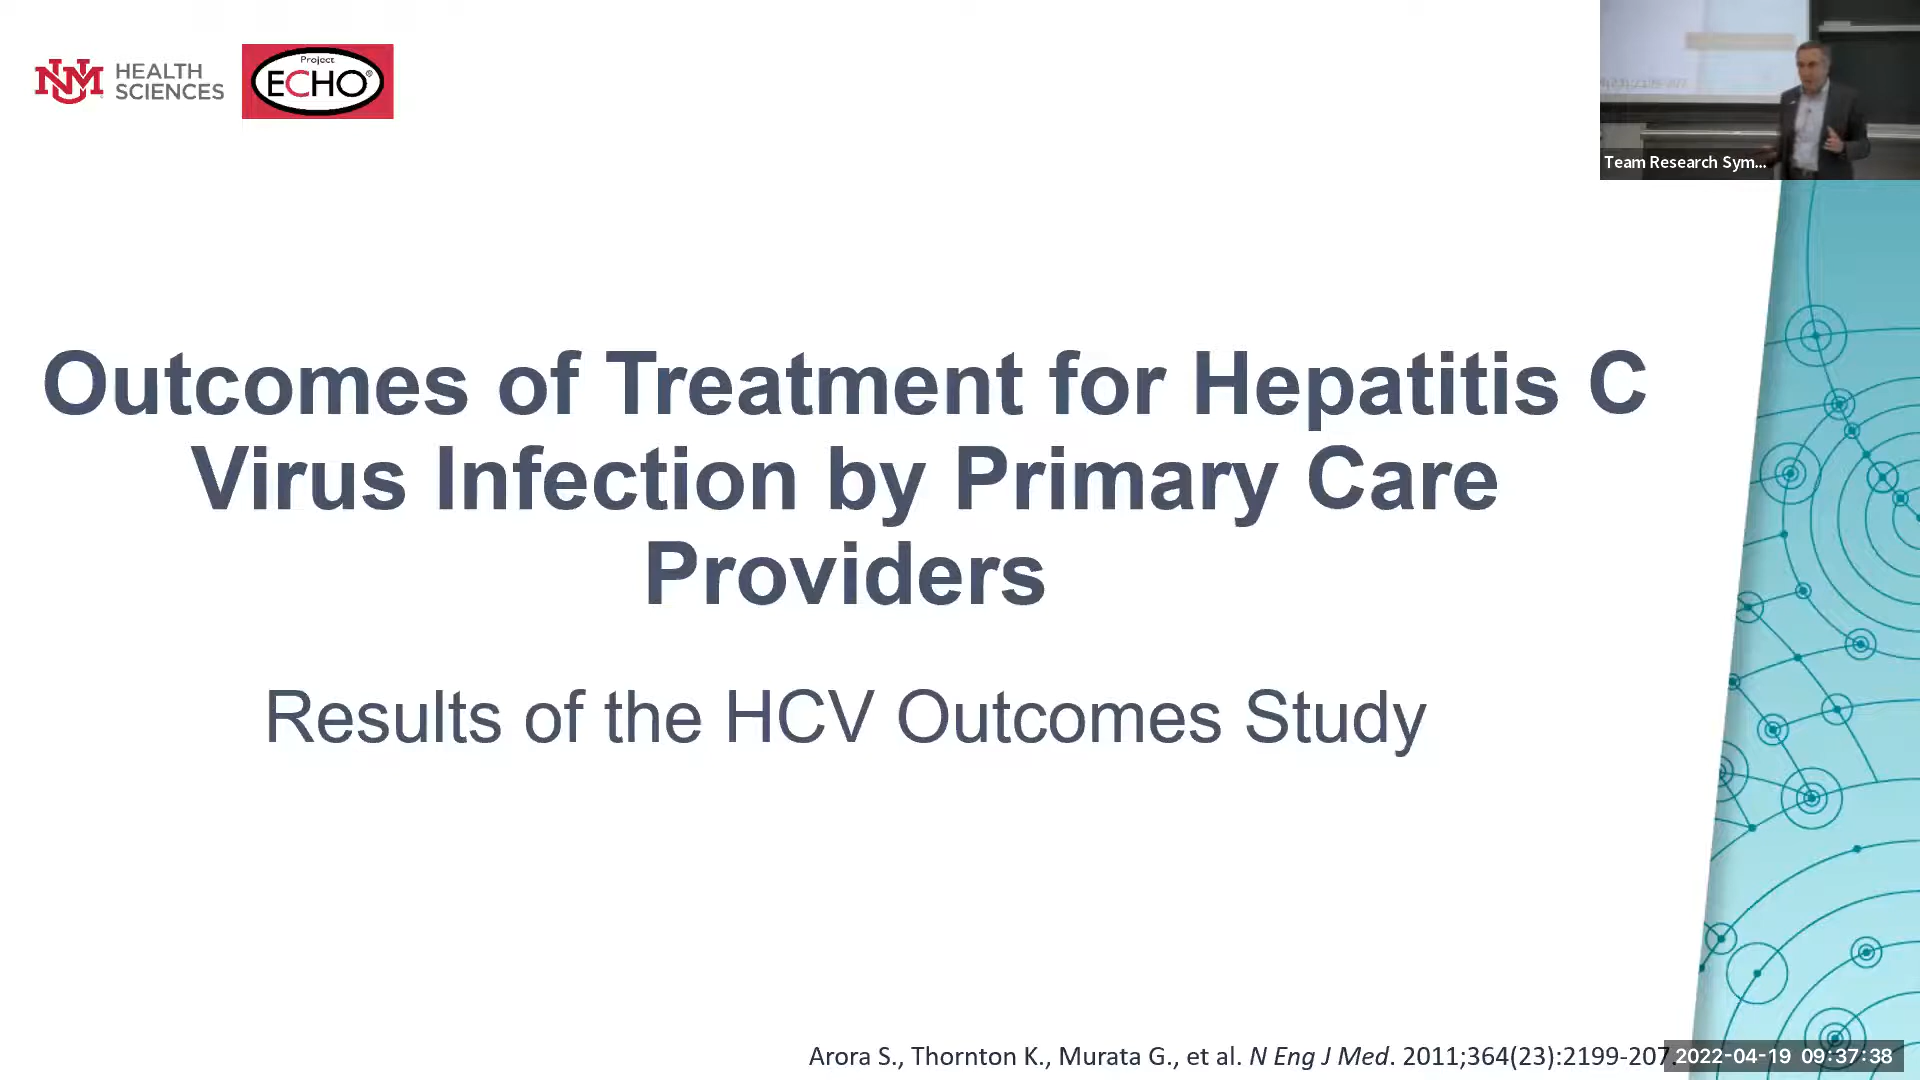 UNM HEALTH
SCIENCES
Project
ECHO®
Team Research Sym...
Outcomes of Treatment for Hepatitis C
Virus Infection by Primary Care
Providers
Results of the HCV Outcomes Study
Arora S., Thornton K., Murata G., et al. N Eng J Med. 2011;364(23):2199-207.
2022-04-19 09:37:38